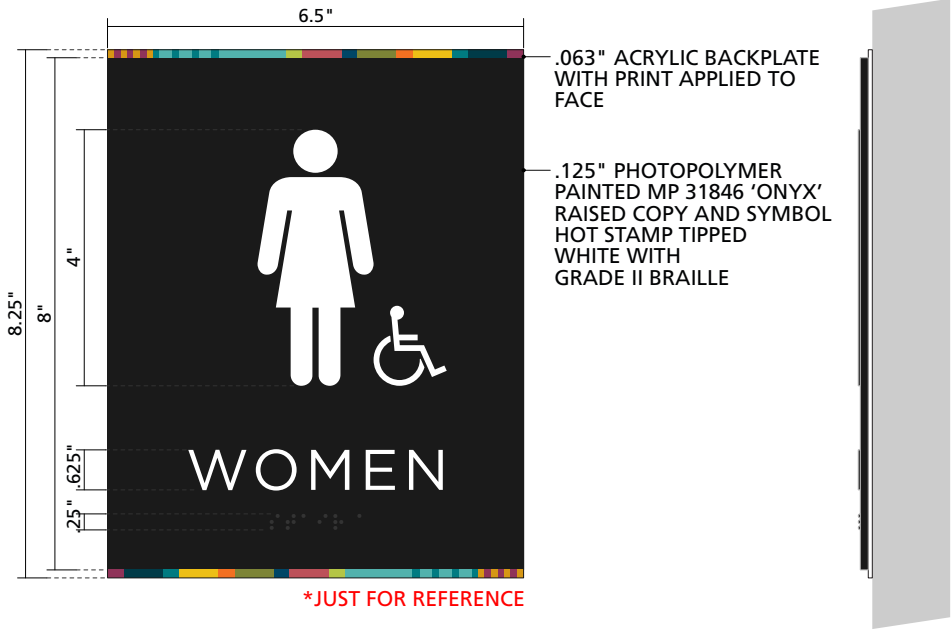 6.5"
.063" ACRYLIC BACKPLATE
WITH PRINT APPLIED TO
FACE
.125" PHOTOPOLYMER
PAINTED MP 31846 ‘ONYX’
RAISED COPY AND SYMBOL
HOT STAMP TIPPED
WHITE WITH
GRADE II BRAILLE
4"
8.25"
8"
.625"
WOMEN
.25"
*JUST FOR REFERENCE